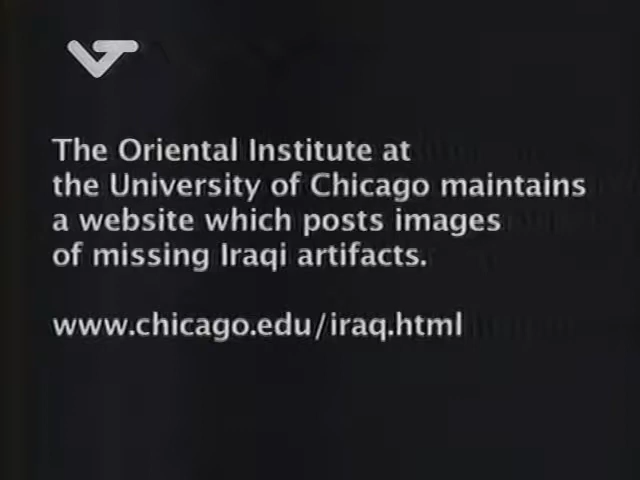 The Oriental Institute at
the University of Chicago maintains
a website which posts images
of missing Iraqi artifacts.
www.chicago.edu/iraq.html